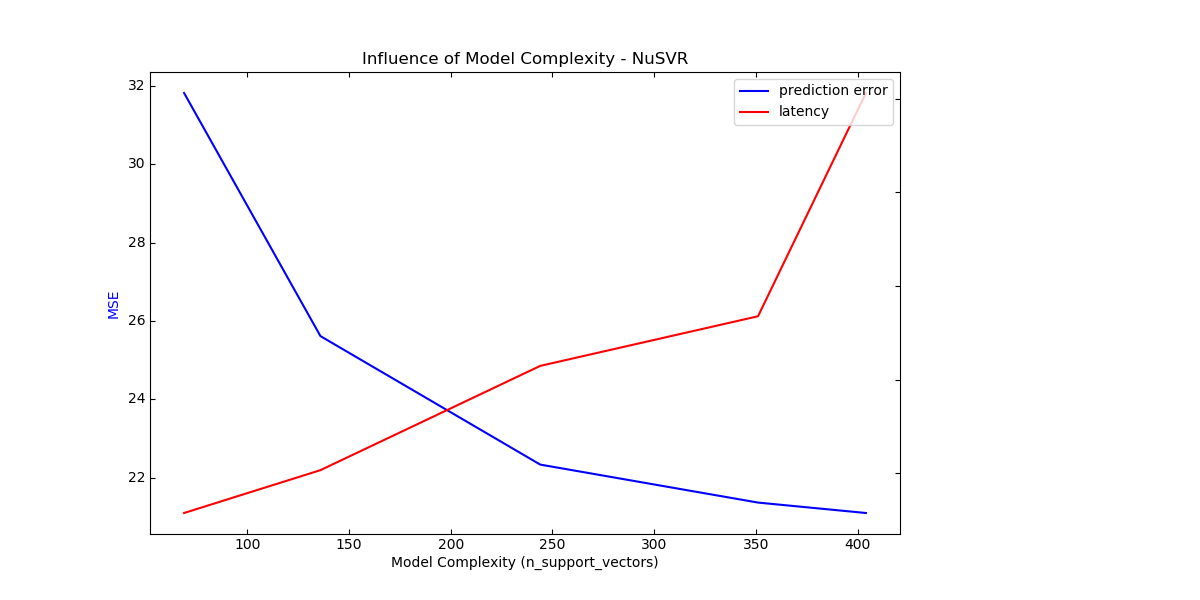 Influence of Model Complexity - NuSVR
prediction error
latency
32
30
28
26
24
22
MSE
100 150 200 250 300 350 400
Model Complexity (n_support_vectors)